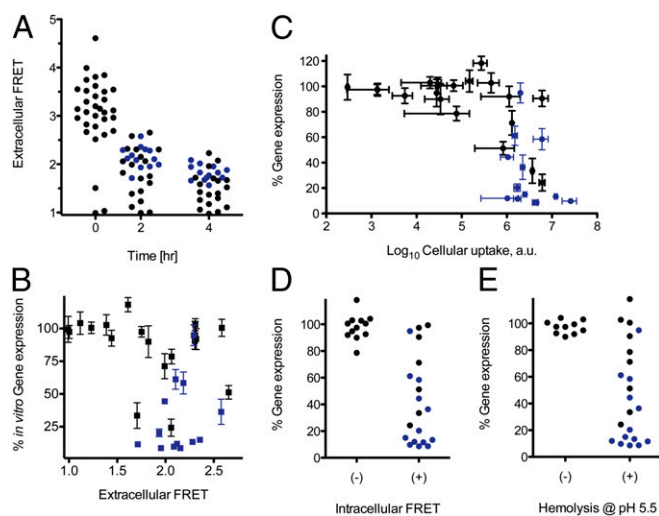 A
Extracellular FRET
5
4
3
2
1
0 2 4
Time [hr]
B
% in vitro Gene expression
100
75
50
25
1.0 1.5 2.0 2.5
Extracellular FRET
C
% Gene expression
120
100
80
60
40
20
0
2 3 4 5 6 7 8
Log10 Cellular uptake, a.u.
D
% Gene expression
120
100
80
60
40
20
0
(-) (+)
Intracellular FRET
E
% Gene expression
120
100
80
60
40
20
0
(-) (+)
Hemolysis @ pH 5.5